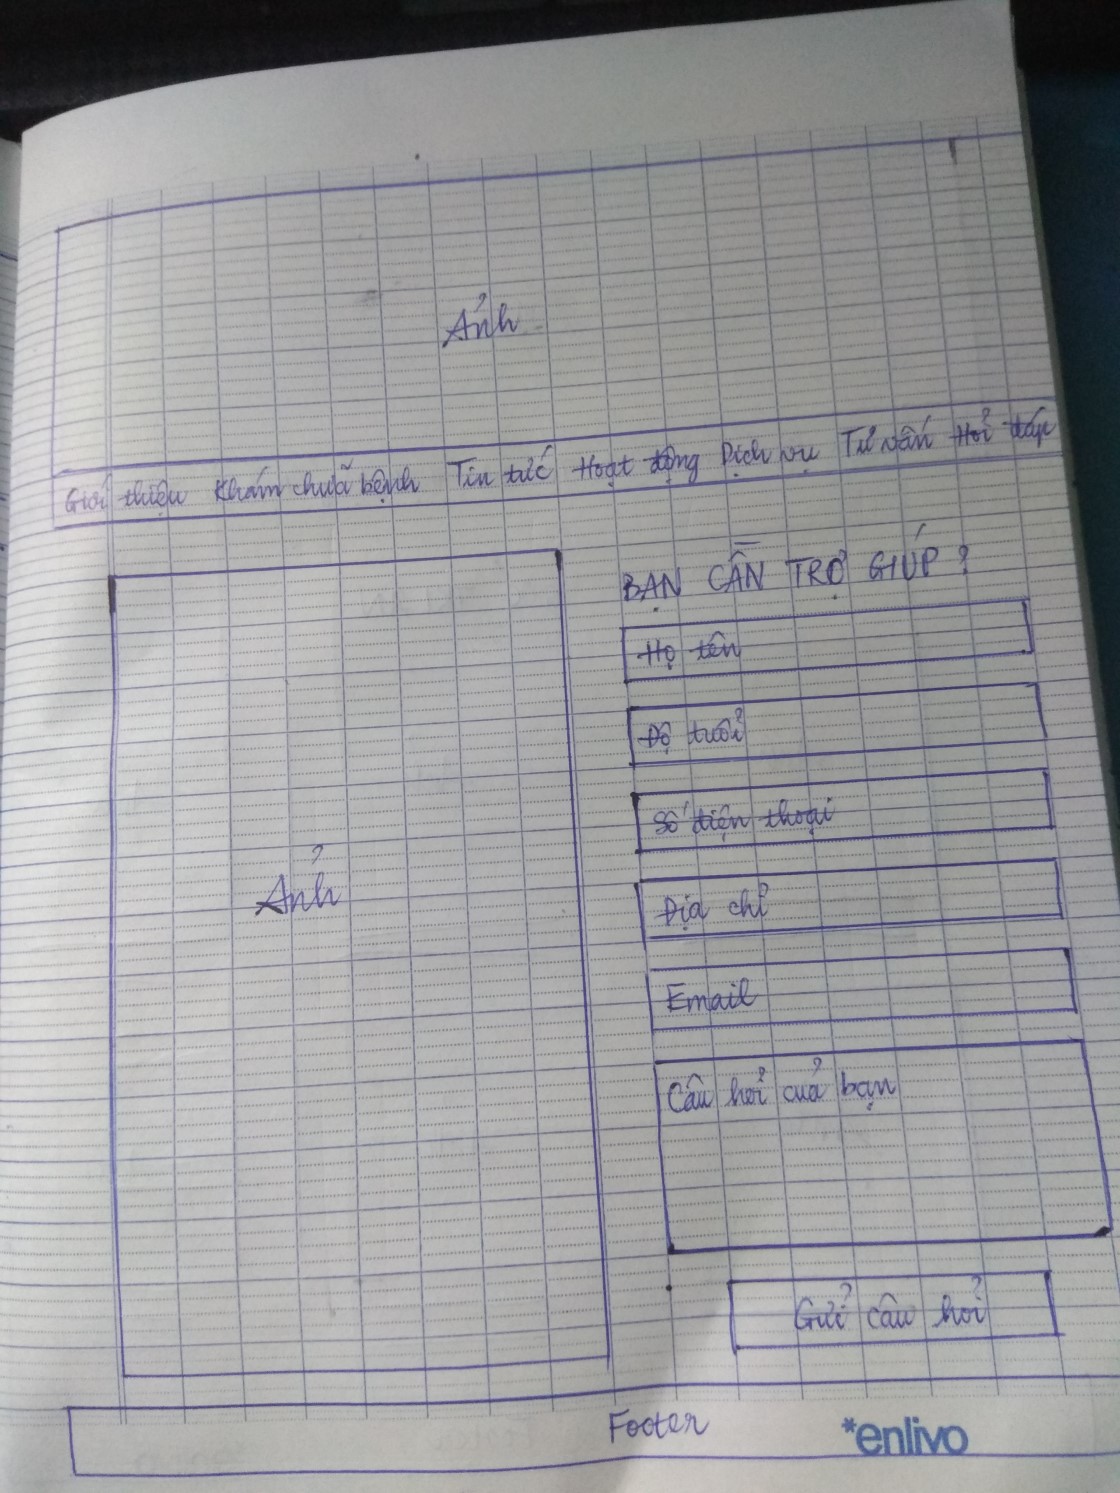 Ảnh
Giới thiệu Khám chữa bệnh Tin tức Hoạt động Dịch vụ Tư vấn Hỏi đáp
BẠN CẦN TRỢ GIÚP ?
Họ tên
Độ tuổi
Số điện thoại
Địa chỉ
Email
Câu hỏi của bạn
Ảnh
Gửi câu hỏi
Footer
*enlivo